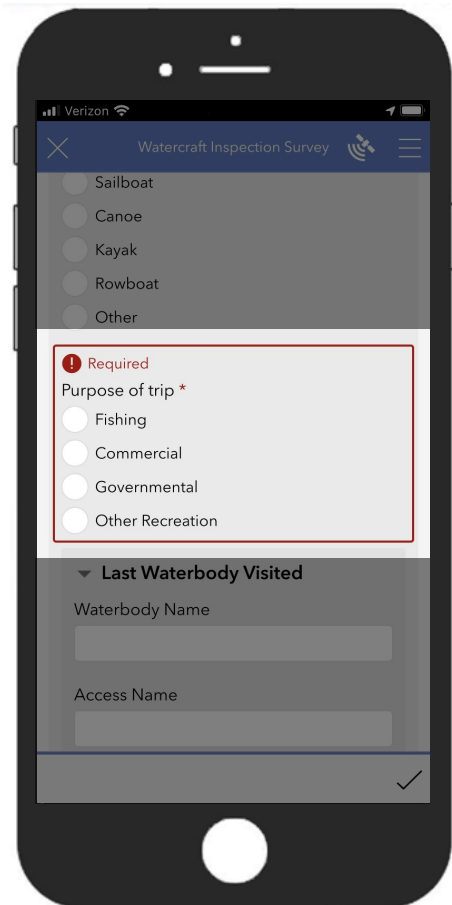 Verizon
Watercraft Inspection Survey
Sailboat
Canoe
Kayak
Rowboat
Other
! Required
Purpose of trip *
Fishing
Commercial
Governmental
Other Recreation
Last Waterbody Visited
Waterbody Name
Access Name